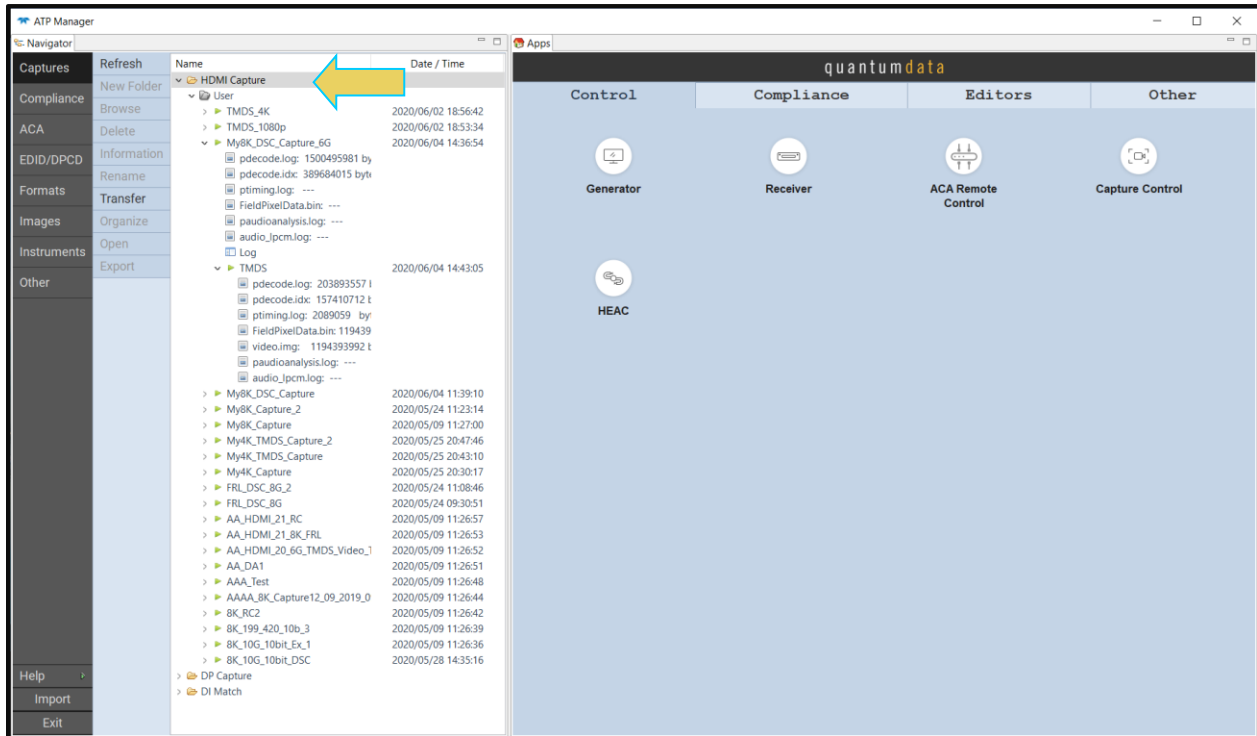 ATP Manager
Navigator
Captures
Compliance
ACA
EDID/DPCD
Formats
Images
Instruments
Other
Help
Import
Exit
Refresh
New Folder
Browse
Delete
Information
Rename
Transfer
Organize
Open
Export
Name Date / Time
HDMI Capture
User
TMDS_4K 2020/06/02 18:56:42
TMDS_1080p 2020/06/02 18:53:34
My8K_DSC_Capture_6G 2020/06/04 14:36:54
pdecode.log: 1500495981 by
pdecode.idx: 389684015 byte
ptiming.log: ---
FieldPixelData.bin: ---
paudioanalysis.log: ---
audio_lpcm.log: ---
Log
TMDS 2020/06/04 14:43:05
pdecode.log: 203893557 l
pdecode.idx: 157410712 b
ptiming.log: 2089059 by
FieldPixelData.bin: 119439
video.img: 1194393992 b
paudioanalysis.log: ---
audio_lpcm.log: ---
My8K_DSC_Capture 2020/06/04 11:39:10
My8K_Capture_2 2020/05/24 11:23:14
My8K_Capture 2020/05/09 11:27:00
My4K_TMDS_Capture_2 2020/05/25 20:47:46
My4K_TMDS_Capture 2020/05/25 20:43:10
My4K_Capture 2020/05/25 20:30:17
FRL_DSC_8G_2 2020/05/24 11:08:46
FRL_DSC_8G 2020/05/24 09:30:51
AA_HDMI_21_RC 2020/05/09 11:26:57
AA_HDMI_21_8K_FRL 2020/05/09 11:26:53
AA_HDMI_20_6G_TMDS_Video_T 2020/05/09 11:26:52
AA_DA1 2020/05/09 11:26:51
AAA_Test 2020/05/09 11:26:48
AAAA_8K_Capture12_09_2019_0 2020/05/09 11:26:44
8K_RC2 2020/05/09 11:26:42
8K_199_420_10b_3 2020/05/09 11:26:39
8K_10G_10bit_Ex_1 2020/05/09 11:26:36
8K_10G_10bit_DSC 2020/05/28 14:35:16
DP Capture
DI Match
Apps
quantumdata
Control Compliance Editors Other
Generator
Receiver
ACA Remote
Control
Capture Control
HEAC